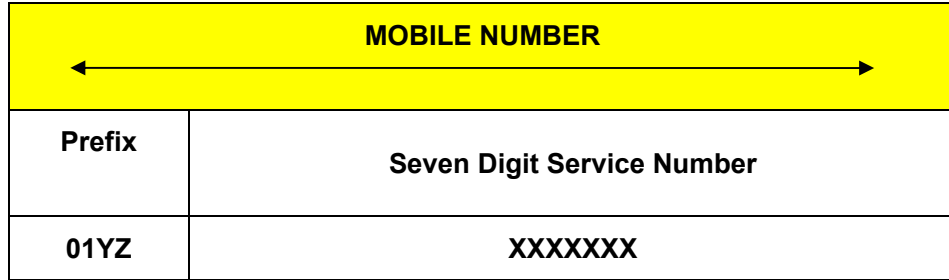 MOBILE NUMBER
Prefix
Seven Digit Service Number
01YZ
XXXXXXX